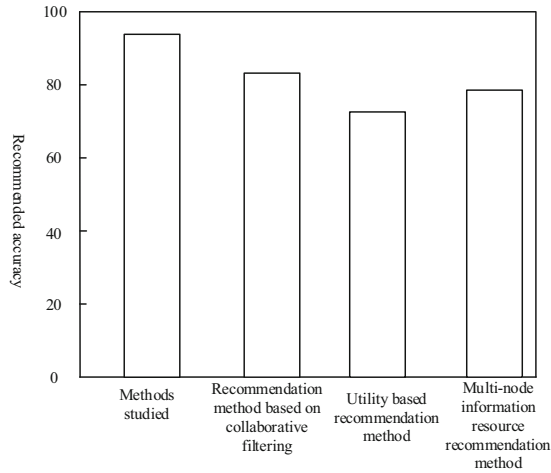 100
80
60
40
20
0
Recommended accuracy
Methods
studied
Recommendation
method based on
collaborative
filtering
Utility based
recommendation
method
Multi-node
information
resource
recommendation
method